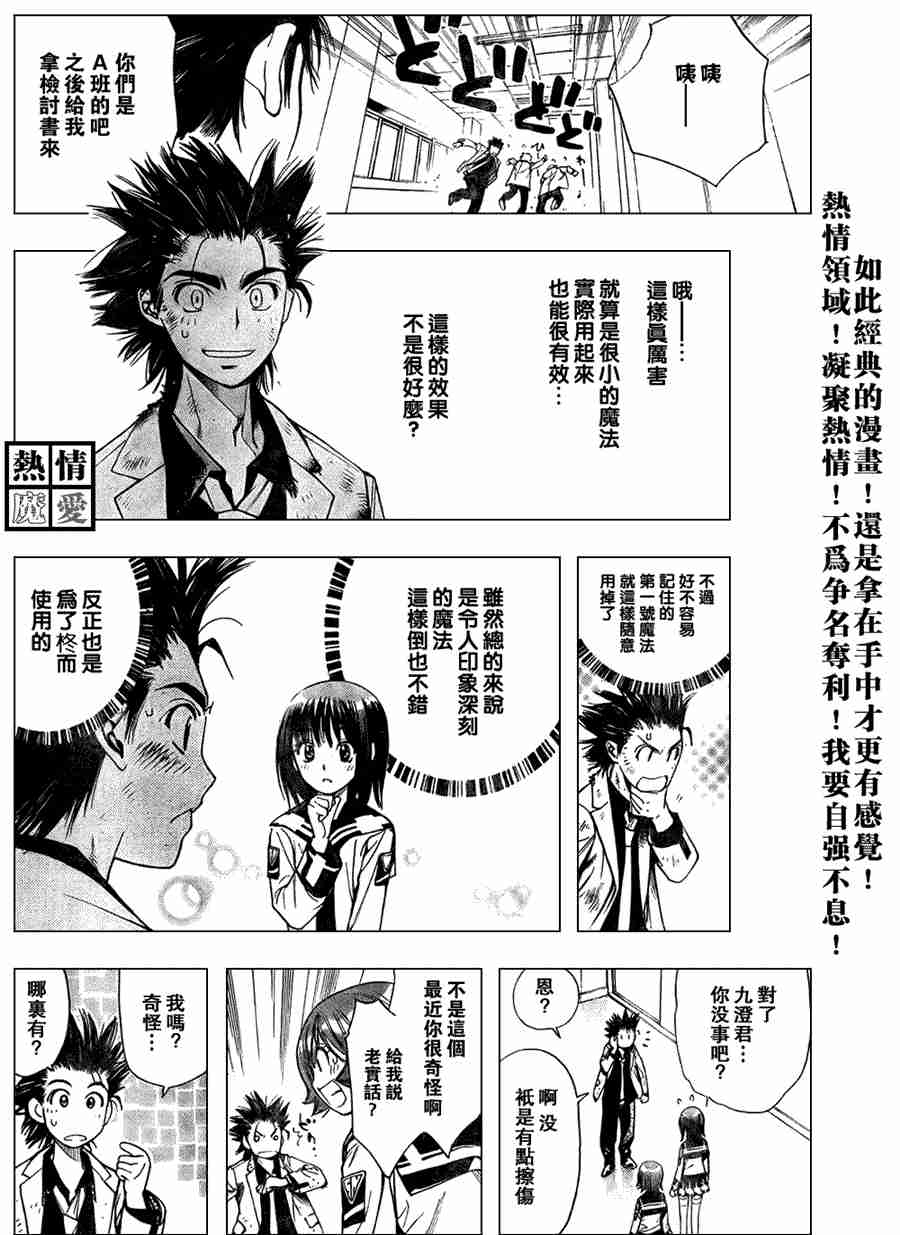 咦
咦
——
ドドドド
ひー
你們是
A班的吧
之後給我
拿檢討書來
哦——…
這樣真厲害
就算是很小的魔法
實際用起來
也能很有效…
這樣的效果
不是很好麼?
熱情
魔愛
不過
好不容易
記住的
第一號魔法
就這樣隨意
用掉了
雖然總的來說
是令人印象深刻
的魔法
這樣倒也不錯
反正也是
爲了柊而
使用的
對了
九澄君…
你没事吧?
恩?
啊 没
衹是有點擦傷
不是這個
最近你很奇怪啊
給我説
老實話?
我嗎?
奇怪…
哪裏有?
如此經典的漫畫!還是拿在手中才更有感覺!
熱情領域!凝聚熱情!不爲争名奪利!我要自强不息!